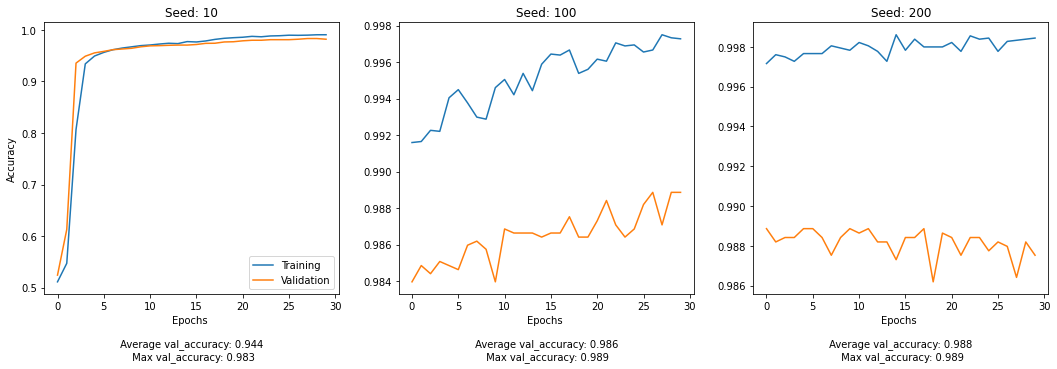 Seed: 10
1.0
0.9
0.8
0.7
0.6
0.5
Accuracy
Training
Validation
0 5 10 15 20 25 30
Epochs
Average val_accuracy: 0.944
Max val_accuracy: 0.983
Seed: 100
0.998
0.996
0.994
0.992
0.990
0.988
0.986
0.984
0 5 10 15 20 25 30
Epochs
Average val_accuracy: 0.986
Max val_accuracy: 0.989
Seed: 200
0.998
0.996
0.994
0.992
0.990
0.988
0.986
0 5 10 15 20 25 30
Epochs
Average val_accuracy: 0.988
Max val_accuracy: 0.989